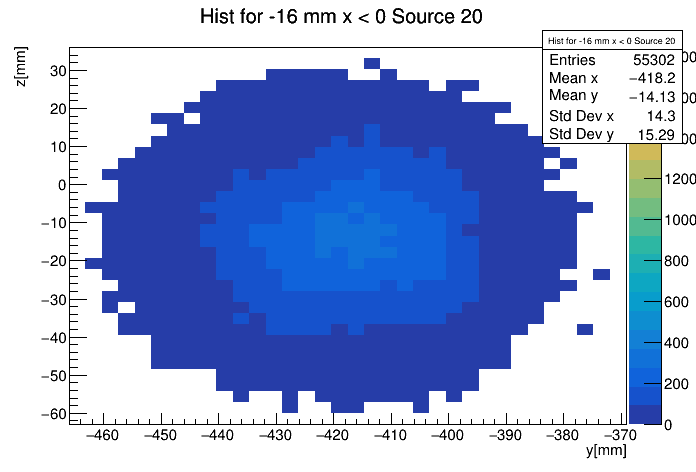 Hist for -16 mm x < 0 Source 20
Hist for -16 mm x < 0 Source 20
Entries 55302
Mean x −418.2
Mean y −14.13
Std Dev x 14.3
Std Dev y 15.29
z[mm]
30
20
10
0
−10
−20
−30
−40
−50
−60
−460 −450 −440 −430 −420 −410 −400 −390 −380 −370
y[mm]
1200
1000
800
600
400
200
0